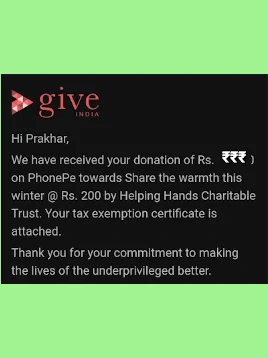 give
INDIA
Hi Prakhar,
We have received your donation of Rs. ₹₹₹ )
on PhonePe towards Share the warmth this
winter @ Rs. 200 by Helping Hands Charitable
Trust. Your tax exemption certificate is
attached.
Thank you for your commitment to making
the lives of the underprivileged better.